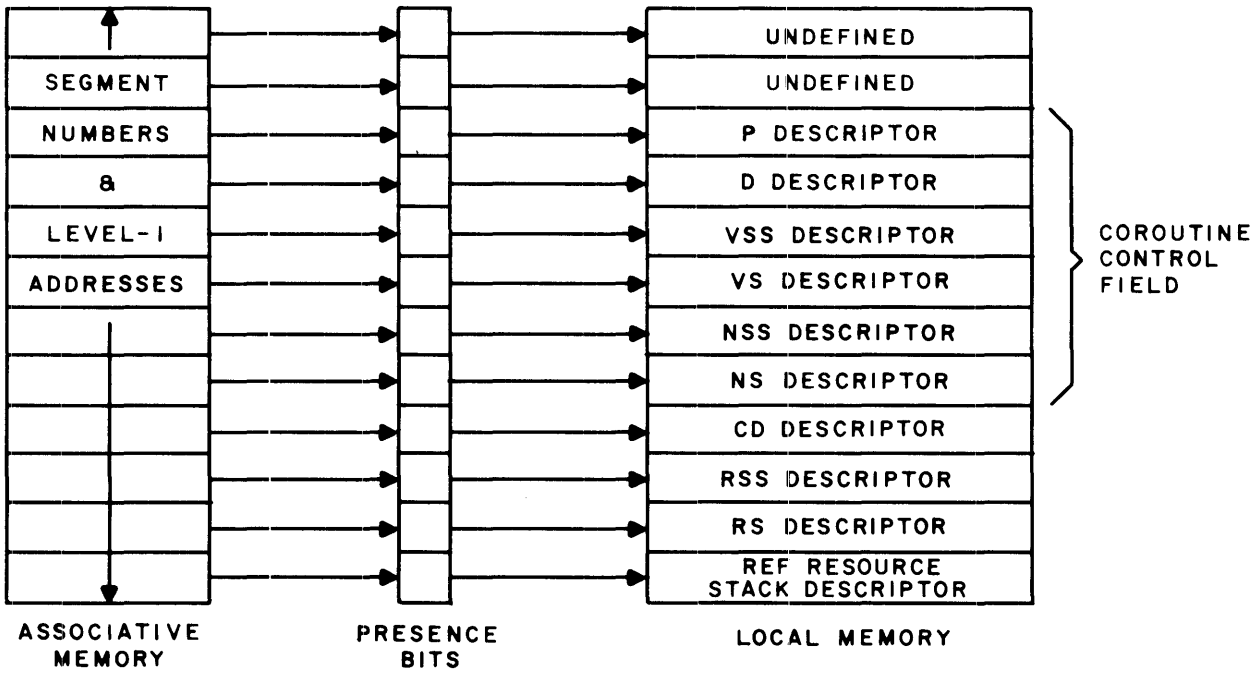 SEGMENT
NUMBERS
&
LEVEL-1
ADDRESSES
UNDEFINED
UNDEFINED
P DESCRIPTOR
D DESCRIPTOR
VSS DESCRIPTOR
VS DESCRIPTOR
NSS DESCRIPTOR
NS DESCRIPTOR
CD DESCRIPTOR
RSS DESCRIPTOR
RS DESCRIPTOR
REF RESOURCE
STACK DESCRIPTOR
COROUTINE
CONTROL
FIELD
ASSOCIATIVE
MEMORY
PRESENCE
BITS
LOCAL MEMORY